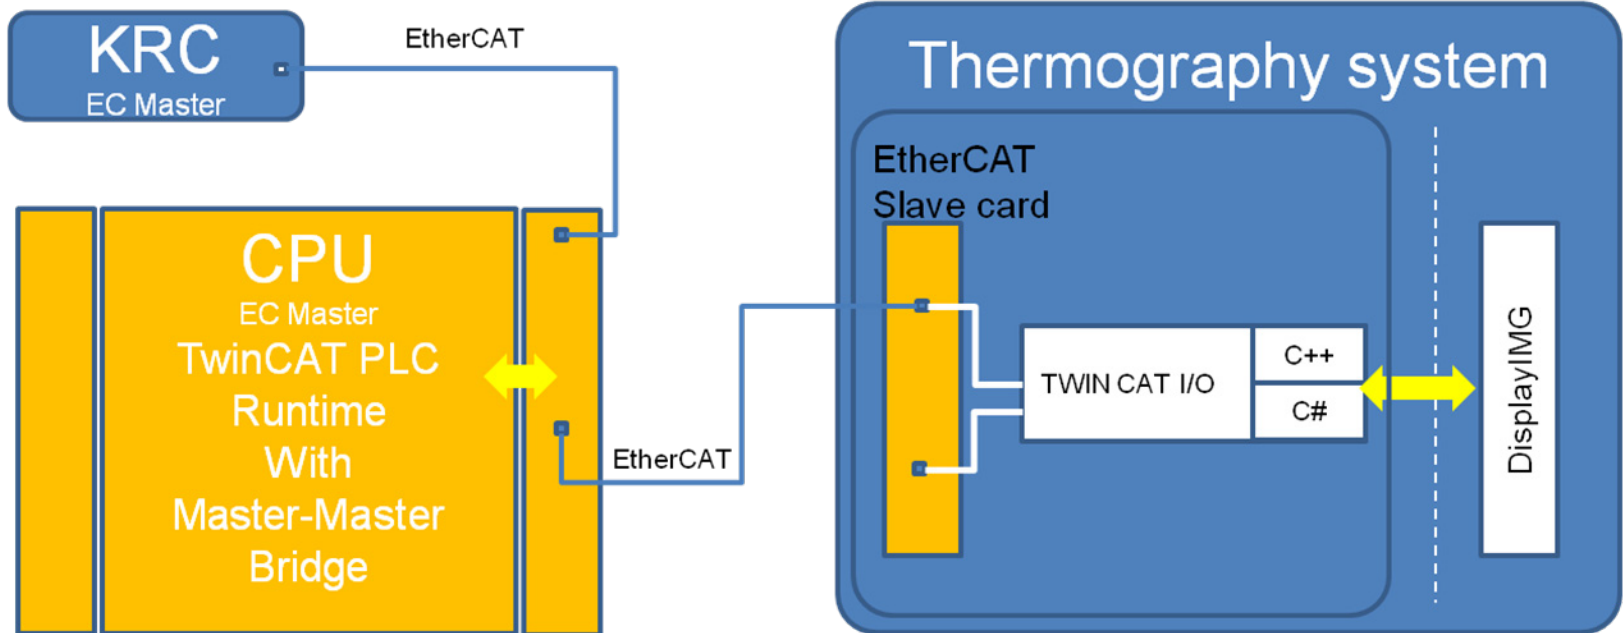 KRC
EC Master
EtherCAT
CPU
EC Master
TwinCAT PLC
Runtime
With
Master-Master
Bridge
EtherCAT
Thermography system
EtherCAT
Slave card
TWIN CAT I/O
C++
C#
DisplayIMG